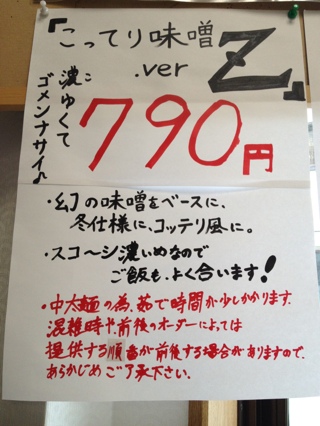 『こってり味噌
.ver Z』
濃ゆくて
ゴメンナサイ♪
790円
・幻の味噌をベースに、
冬仕様に、コッテリ風に。
・スコ〜シ濃いめなので
ご飯も、よく合います!
・中太麺の為、茹で時間が少しかかります。
混雑時や前後のオーダーによっては
提供する順番が前後する場合がありますので、
あらかじめご了承下さい。